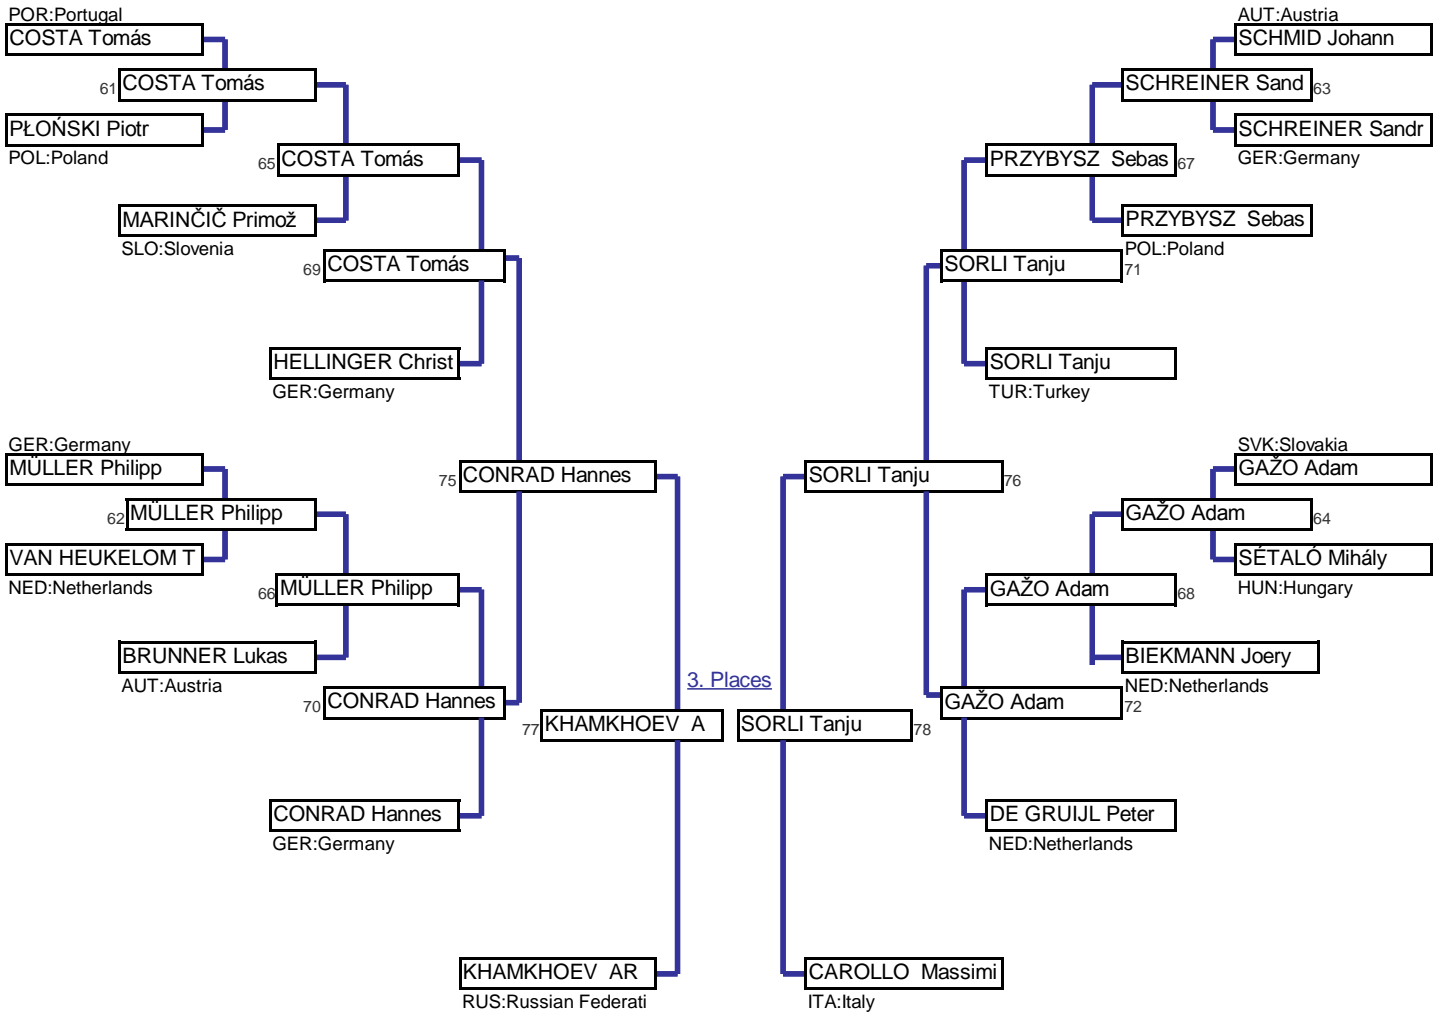 POR:Portugal
COSTA Tomás
61 COSTA Tomás
PŁOŃSKI Piotr
POL:Poland
65 COSTA Tomás
MARINČIČ Primož
SLO:Slovenia
69 COSTA Tomás
HELLINGER Christ
GER:Germany
GER:Germany
MÜLLER Philipp
62 MÜLLER Philipp
VAN HEUKELOM T
NED:Netherlands
66 MÜLLER Philipp
BRUNNER Lukas
AUT:Austria
70 CONRAD Hannes
CONRAD Hannes
GER:Germany
75 CONRAD Hannes
77 KHAMKHOEV A
KHAMKHOEV AR
RUS:Russian Federati
3. Places
AUT:Austria
SCHMID Johann
SCHREINER Sand 63
SCHREINER Sandr
GER:Germany
PRZYBYSZ Sebas 67
PRZYBYSZ Sebas
POL:Poland
SORLI Tanju 71
SORLI Tanju
TUR:Turkey
SVK:Slovakia
GAŽO Adam
GAŽO Adam 64
SÉTALÓ Mihály
HUN:Hungary
GAŽO Adam 68
BIEKMANN Joery
NED:Netherlands
GAŽO Adam 72
DE GRUIJL Peter
NED:Netherlands
SORLI Tanju 76
SORLI Tanju 78
CAROLLO Massimi
ITA:Italy